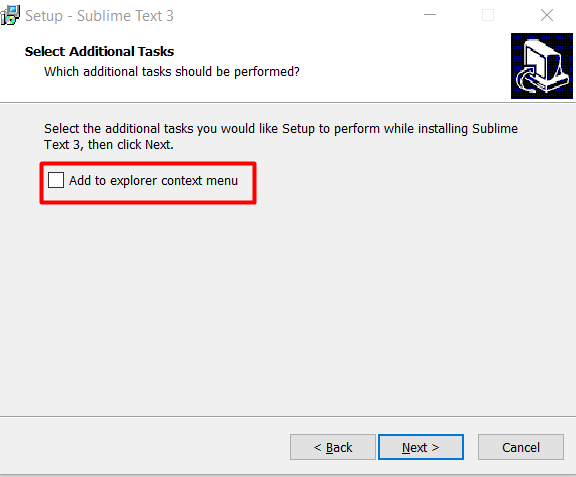 Setup - Sublime Text 3
Select Additional Tasks
Which additional tasks should be performed?
Select the additional tasks you would like Setup to perform while installing Sublime
Text 3, then click Next.
Add to explorer context menu
< Back
Next >
Cancel